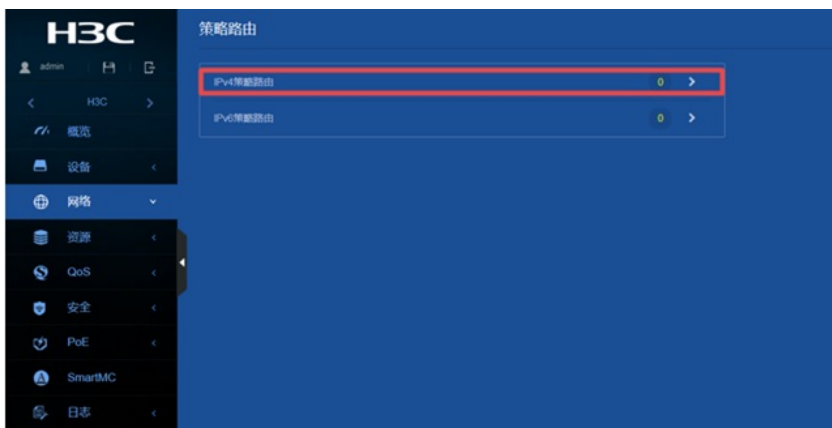 H3C
策略路由
admin
IPv4策略路由 0
H3C
IPv6策略路由 0
概览
设备
网络
资源
QoS
安全
PoE
SmartMC
日志